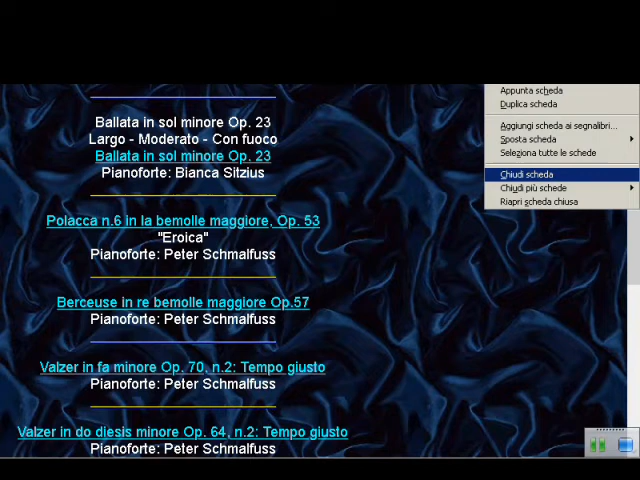 Ballata in sol minore Op. 23
Largo - Moderato - Con fuoco
Ballata in sol minore Op. 23
Pianoforte: Bianca Sitzius
Polacca n.6 in la bemolle maggiore, Op. 53
"Eroica"
Pianoforte: Peter Schmalfuss
Berceuse in re bemolle maggiore Op.57
Pianoforte: Peter Schmalfuss
Valzer in fa minore Op. 70, n.2: Tempo giusto
Pianoforte: Peter Schmalfuss
Valzer in do diesis minore Op. 64, n.2: Tempo giusto
Pianoforte: Peter Schmalfuss
Appunta scheda
Duplica scheda
Aggiungi scheda ai segnalibri...
Sposta scheda
Seleziona tutte le schede
Chiudi scheda
Chiudi più schede
Riapri scheda chiusa